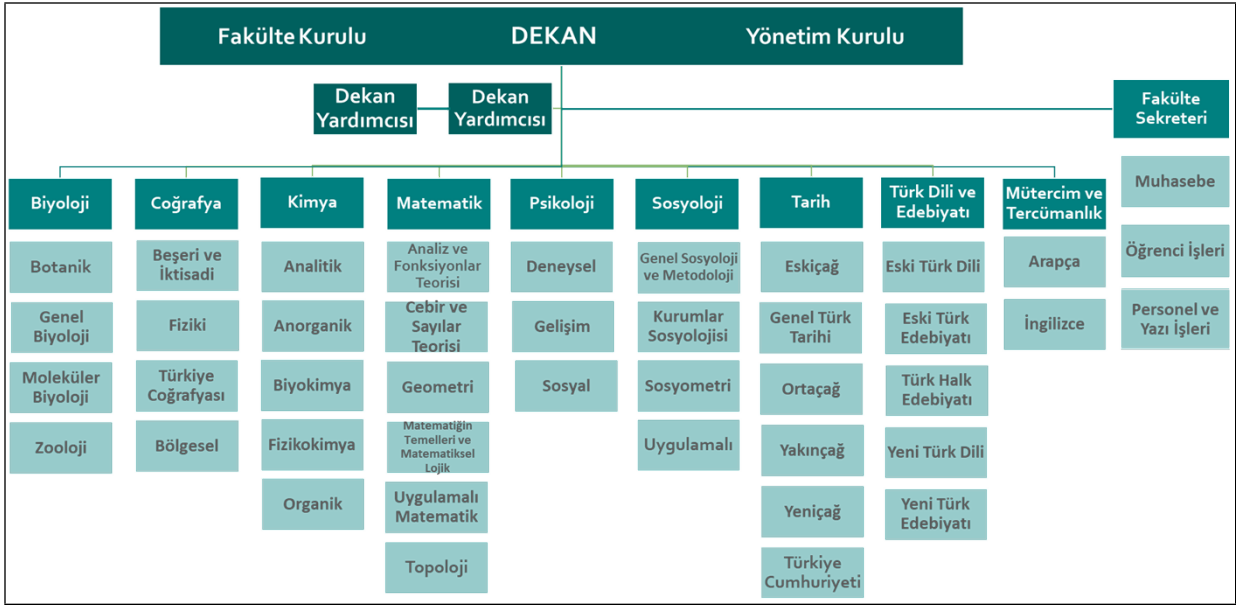 Fakülte Kurulu DEKAN Yönetim Kurulu
Dekan
Yardımcısı
Dekan
Yardımcısı
Fakülte
Sekreteri
Muhasebe
Öğrenci İşleri
Personel ve
Yazı İşleri
Biyoloji
Botanik
Genel
Biyoloji
Moleküler
Biyoloji
Zooloji
Coğrafya
Beşeri ve
İktisadi
Fiziki
Türkiye
Coğrafyası
Bölgesel
Kimya
Analitik
Anorganik
Biyokimya
Fizikokimya
Organik
Matematik
Analiz ve
Fonksiyonlar
Teorisi
Cebir ve
Sayılar
Teorisi
Geometri
Matematiğin
Temelleri ve
Matematiksel
Lojik
Uygulamalı
Matematik
Topoloji
Psikoloji
Deneysel
Gelişim
Sosyal
Sosyoloji
Genel Sosyoloji
ve Metodoloji
Kurumlar
Sosyolojisi
Sosyometri
Uygulamalı
Tarih
Eskiçağ
Genel Türk
Tarihi
Ortaçağ
Yakınçağ
Yeniçağ
Türkiye
Cumhuriyeti
Türk Dili ve
Edebiyatı
Eski Türk Dili
Eski Türk
Edebiyatı
Türk Halk
Edebiyatı
Yeni Türk Dili
Yeni Türk
Edebiyatı
Mütercim ve
Tercümanlık
Arapça
İngilizce